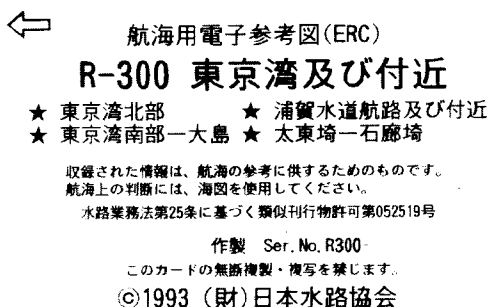 航海用電子参考図(ERC)
R-300 東京湾及び付近
★ 東京湾北部 ★ 浦賀水道航路及び付近
★ 東京湾南部ー大島 ★ 太東埼ー石廊埼
収録された情報は、航海の参考に供するためのものです。
航海上の判断には、海図を使用してください。
水路業務法第25条に基づく類似刊行物許可第052519号
作製 Ser.No.R300-
このカードの無断複製・複写を禁じます。
©1993 (財)日本水路協会